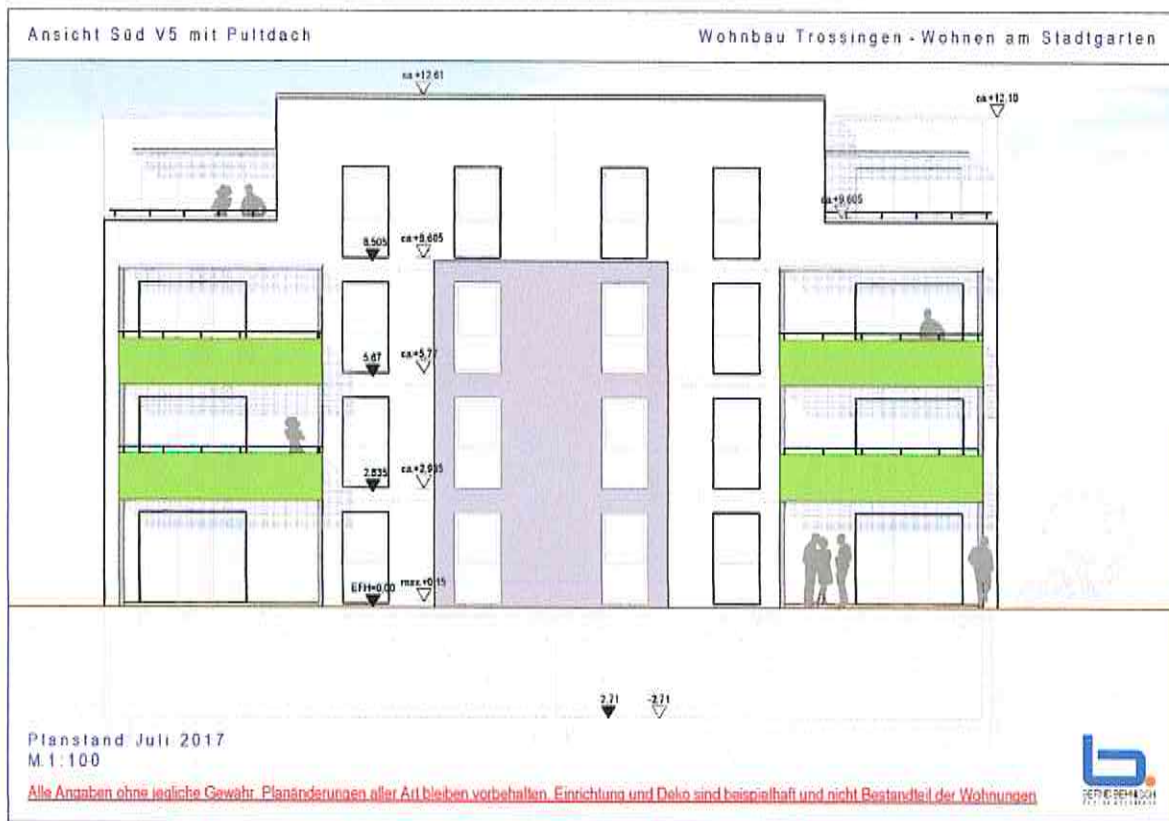 Ansicht Süd V5 mit Pultdach
Wohnbau Trossingen - Wohnen am Stadtgarten
ca.+12.61
ca.+12.10
ca.+9.605
8.505 ca.+8.605
5.67 ca.+5.77
2.835 ca.+2.935
EFH=0.00 max.+0.15
2.71 -2.71
Planstand Juli 2017
M.1:100
Alle Angaben ohne jegliche Gewähr. Planänderungen aller Art bleiben vorbehalten. Einrichtung und Deko sind beispielhaft und nicht Bestandteil der Wohnungen
b.